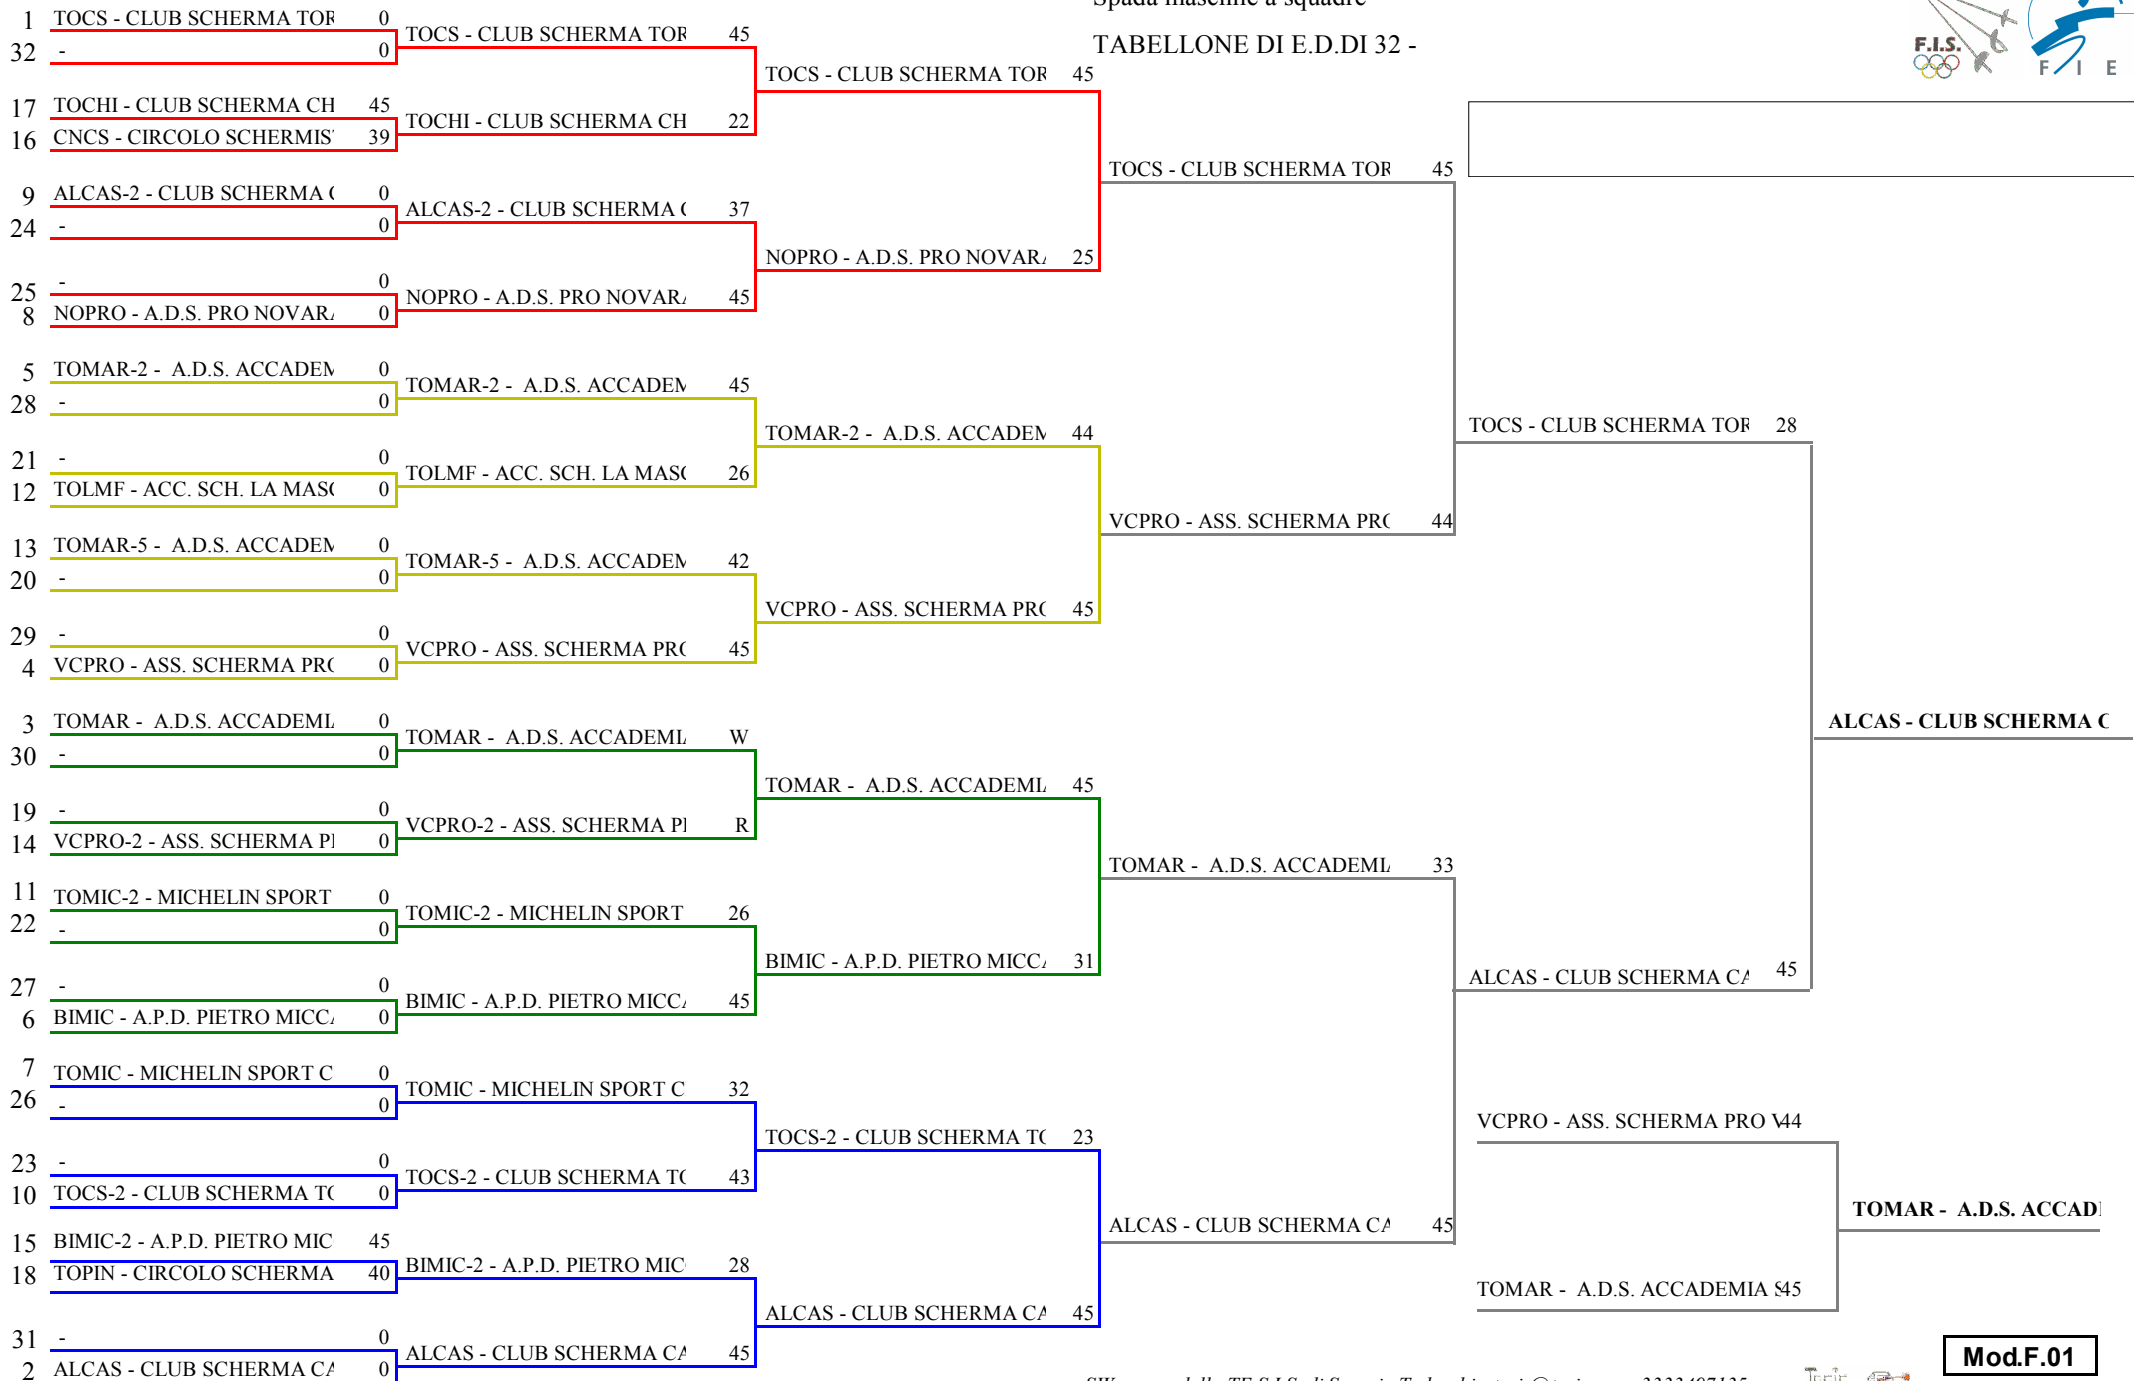 Spada maschile a squadre
TABELLONE DI E.D.DI 32 -
F.I.S.
F I E
1 TOCS - CLUB SCHERMA TOR 0
32 - 0
17 TOCHI - CLUB SCHERMA CH 45
16 CNCS - CIRCOLO SCHERMIS 39
9 ALCAS-2 - CLUB SCHERMA 0
24 - 0
25 - 0
8 NOPRO - A.D.S. PRO NOVAR 0
5 TOMAR-2 - A.D.S. ACCADEM 0
28 - 0
21 - 0
12 TOLMF - ACC. SCH. LA MAS 0
13 TOMAR-5 - A.D.S. ACCADEM 0
20 - 0
29 - 0
4 VCPRO - ASS. SCHERMA PR 0
3 TOMAR - A.D.S. ACCADEMI 0
30 - 0
19 - 0
14 VCPRO-2 - ASS. SCHERMA P 0
11 TOMIC-2 - MICHELIN SPORT 0
22 - 0
27 - 0
6 BIMIC - A.P.D. PIETRO MICC 0
7 TOMIC - MICHELIN SPORT C 0
26 - 0
23 - 0
10 TOCS-2 - CLUB SCHERMA T 0
15 BIMIC-2 - A.P.D. PIETRO MIC 45
18 TOPIN - CIRCOLO SCHERMA 40
31 - 0
2 ALCAS - CLUB SCHERMA CA 0
TOCS - CLUB SCHERMA TOR 45
TOCHI - CLUB SCHERMA CH 22
ALCAS-2 - CLUB SCHERMA 37
NOPRO - A.D.S. PRO NOVAR 45
TOMAR-2 - A.D.S. ACCADEM 45
TOLMF - ACC. SCH. LA MAS 26
TOMAR-5 - A.D.S. ACCADEM 42
VCPRO - ASS. SCHERMA PR 45
TOMAR - A.D.S. ACCADEMI W
VCPRO-2 - ASS. SCHERMA P R
TOMIC-2 - MICHELIN SPORT 26
BIMIC - A.P.D. PIETRO MICC 45
TOMIC - MICHELIN SPORT C 32
TOCS-2 - CLUB SCHERMA T 43
BIMIC-2 - A.P.D. PIETRO MIC 28
ALCAS - CLUB SCHERMA CA 45
TOCS - CLUB SCHERMA TOR 45
NOPRO - A.D.S. PRO NOVAR 25
TOMAR-2 - A.D.S. ACCADEM 44
VCPRO - ASS. SCHERMA PR 45
TOMAR - A.D.S. ACCADEMI 45
BIMIC - A.P.D. PIETRO MICC 31
TOCS-2 - CLUB SCHERMA T 23
ALCAS - CLUB SCHERMA CA 45
TOCS - CLUB SCHERMA TOR 45
VCPRO - ASS. SCHERMA PR 44
TOMAR - A.D.S. ACCADEMI 33
ALCAS - CLUB SCHERMA CA 45
TOCS - CLUB SCHERMA TOR 28
ALCAS - CLUB SCHERMA CA 45
ALCAS - CLUB SCHERMA C
VCPRO - ASS. SCHERMA PRO V 44
TOMAR - A.D.S. ACCADEMIA S 45
TOMAR - A.D.S. ACCAD
Mod.F.01